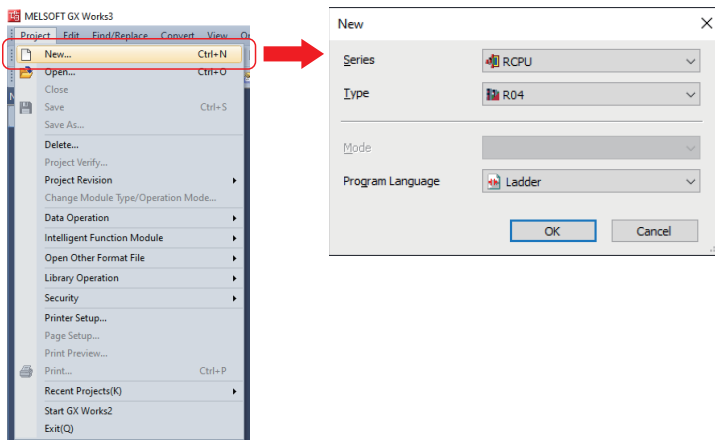 MELSOFT GX Works3
Project Edit Find/Replace Convert View
New... Ctrl+N
Open... Ctrl+O
Close
Save Ctrl+S
Save As...
Delete...
Project Verify...
Project Revision
Change Module Type/Operation Mode...
Data Operation
Intelligent Function Module
Open Other Format File
Library Operation
Security
Printer Setup...
Page Setup...
Print Preview...
Print... Ctrl+P
Recent Projects(K)
Start GX Works2
Exit(Q)
New
Series RCPU
Type R04
Mode
Program Language Ladder
OK Cancel